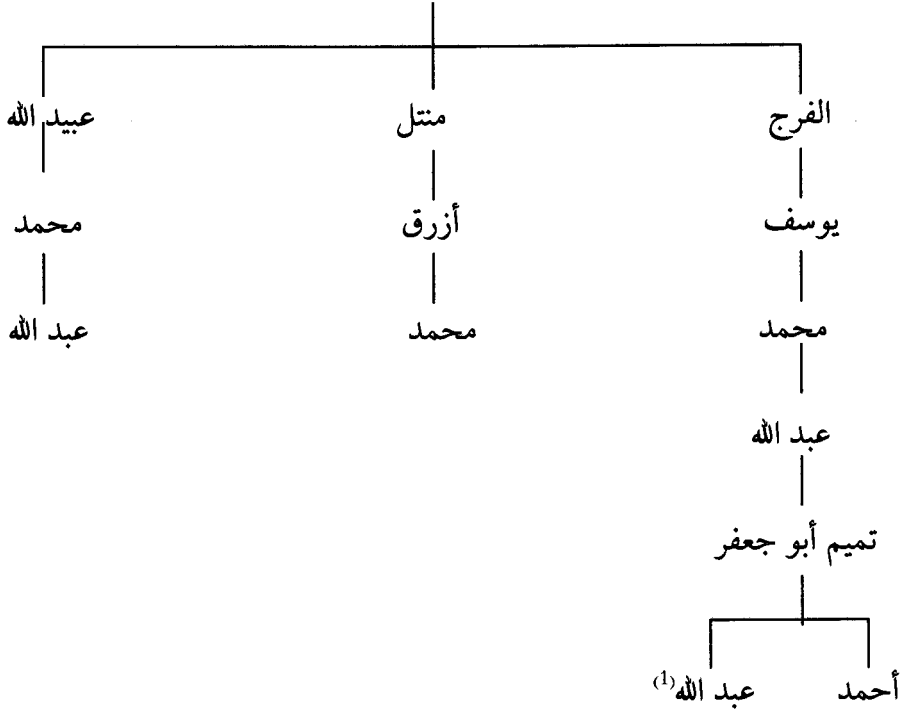 الفرج منتل عبيد الله
يوسف أزرق محمد
محمد محمد عبد الله
عبد الله
تميم أبو جعفر
أحمد عبد الله(1)